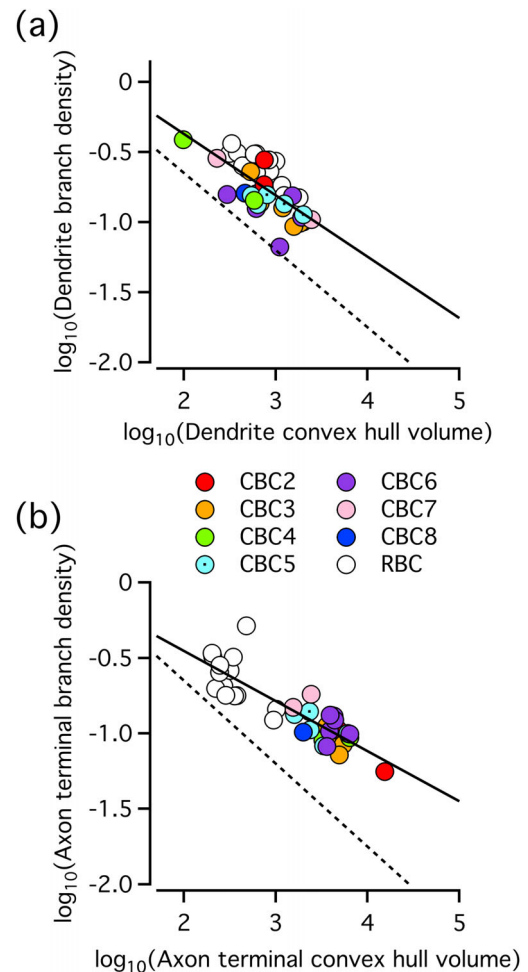 (a)
log10(Dendrite branch density)
0
-0.5
-1.0
-1.5
-2.0
2 3 4 5
log10(Dendrite convex hull volume)
CBC2 CBC6
CBC3 CBC7
CBC4 CBC8
CBC5 RBC
(b)
log10(Axon terminal branch density)
0
-0.5
-1.0
-1.5
-2.0
2 3 4 5
log10(Axon terminal convex hull volume)